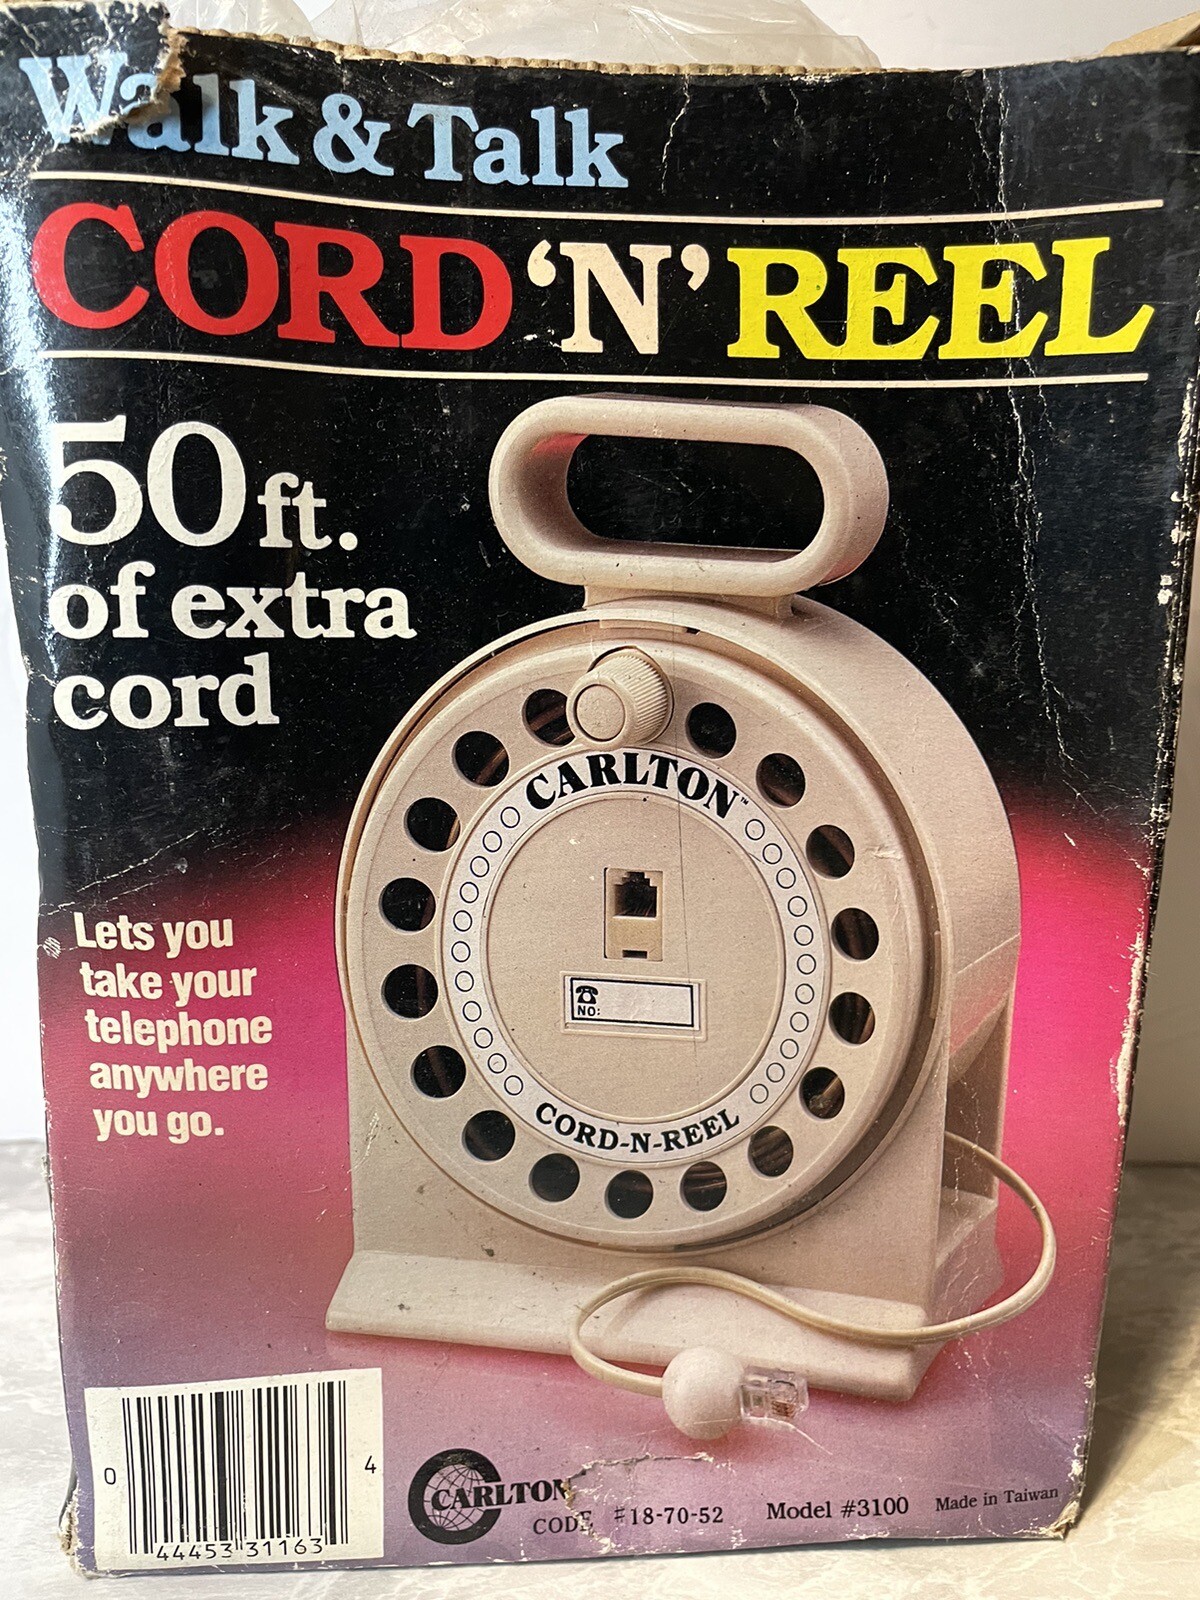 Walk & Talk
CORD 'N' REEL
50 ft.
of extra
cord
CARLTON™
NO:
CORD-N-REEL
Lets you
take your
telephone
anywhere
you go.
0 44453 31163 4
CARLTON
CODE #18-70-52 Model #3100 Made in Taiwan